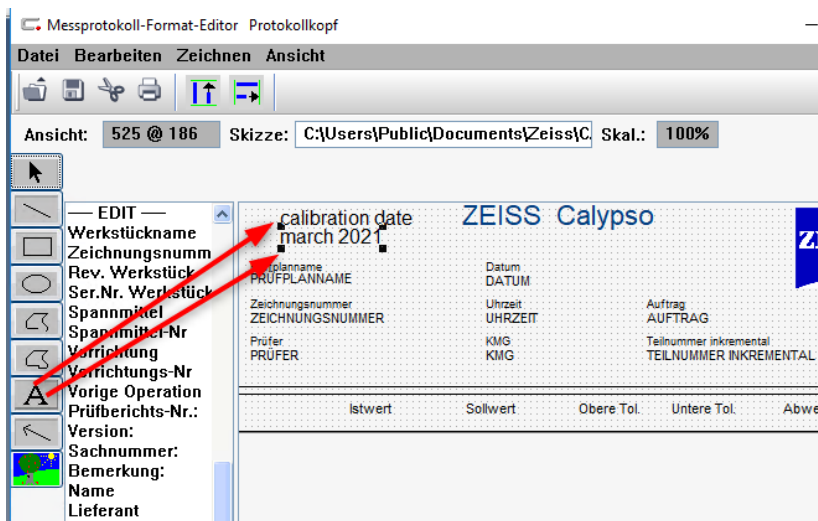 Messprotokoll-Format-Editor Protokollkopf
Datei Bearbeiten Zeichnen Ansicht
Ansicht: 525 @ 186 Skizze: C:\Users\Public\Documents\Zeiss\C. Skal.: 100%
— EDIT —
Werkstückname
Zeichnungsnumm
Rev. Werkstück
Ser.Nr. Werkstück
Spannmittel
Spannmittel-Nr
Vorrichtung
Vorrichtungs-Nr
Vorige Operation
Prüfberichts-Nr.:
Version:
Sachnummer:
Bemerkung:
Name
Lieferant
A
calibration date
march 2021
ZEISS Calypso
PRÜFPLANNAME
Datum
DATUM
Zeichnungsnummer
ZEICHNUNGSNUMMER
Uhrzeit
UHRZEIT
Auftrag
AUFTRAG
Prüfer
PRÜFER
KMG
KMG
Teilnummer inkremental
TEILNUMMER INKREMENTAL
Istwert Sollwert Obere Tol. Untere Tol. Abwe